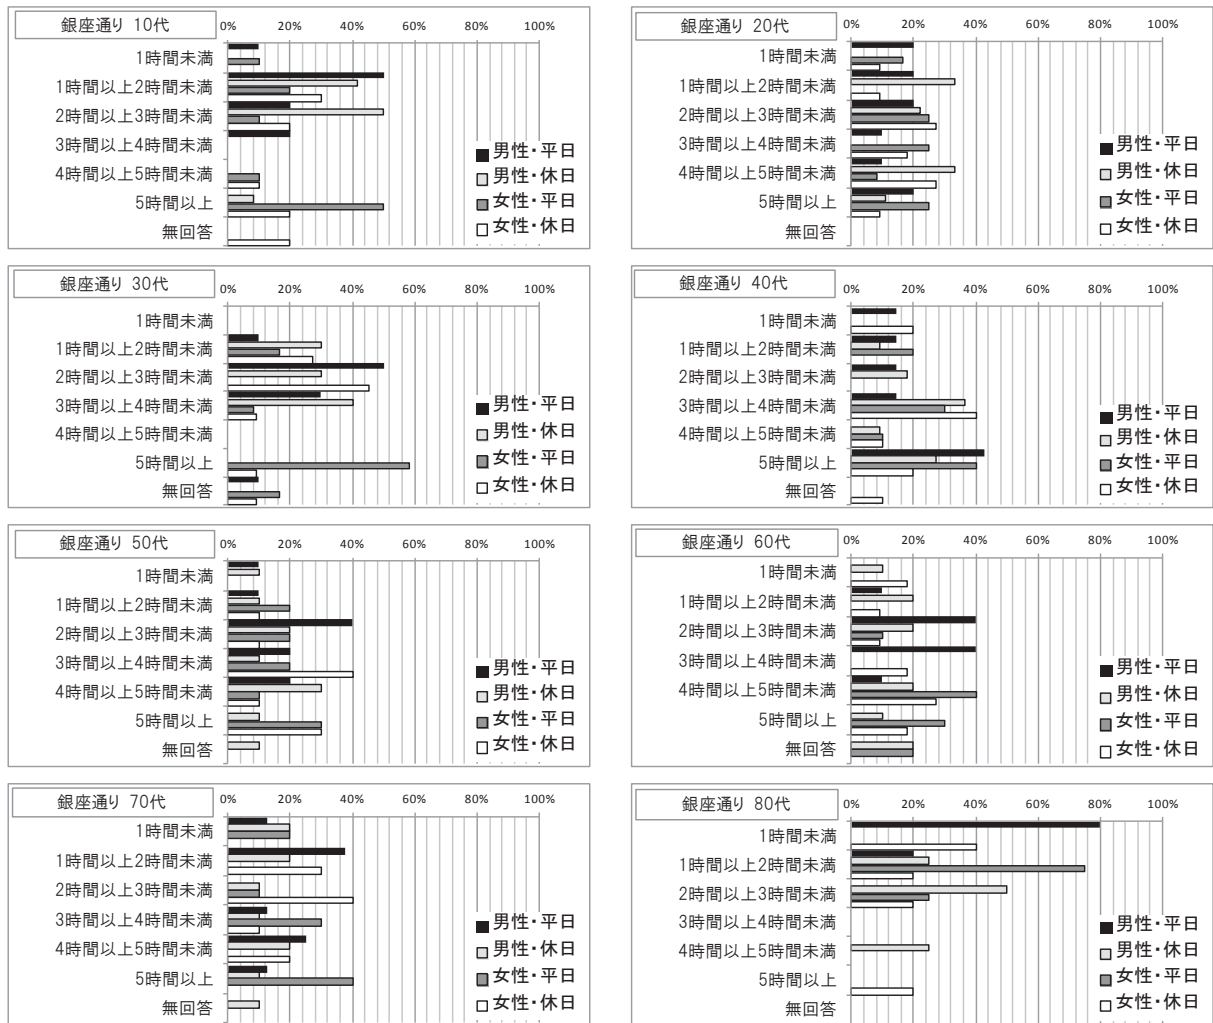 銀座通り 10代
0% 20% 40% 60% 80% 100%
1時間未満
1時間以上2時間未満
2時間以上3時間未満
3時間以上4時間未満
4時間以上5時間未満
5時間以上
無回答
男性・平日
男性・休日
女性・平日
女性・休日
銀座通り 20代
0% 20% 40% 60% 80% 100%
1時間未満
1時間以上2時間未満
2時間以上3時間未満
3時間以上4時間未満
4時間以上5時間未満
5時間以上
無回答
男性・平日
男性・休日
女性・平日
女性・休日
銀座通り 30代
0% 20% 40% 60% 80% 100%
1時間未満
1時間以上2時間未満
2時間以上3時間未満
3時間以上4時間未満
4時間以上5時間未満
5時間以上
無回答
男性・平日
男性・休日
女性・平日
女性・休日
銀座通り 40代
0% 20% 40% 60% 80% 100%
1時間未満
1時間以上2時間未満
2時間以上3時間未満
3時間以上4時間未満
4時間以上5時間未満
5時間以上
無回答
男性・平日
男性・休日
女性・平日
女性・休日
銀座通り 50代
0% 20% 40% 60% 80% 100%
1時間未満
1時間以上2時間未満
2時間以上3時間未満
3時間以上4時間未満
4時間以上5時間未満
5時間以上
無回答
男性・平日
男性・休日
女性・平日
女性・休日
銀座通り 60代
0% 20% 40% 60% 80% 100%
1時間未満
1時間以上2時間未満
2時間以上3時間未満
3時間以上4時間未満
4時間以上5時間未満
5時間以上
無回答
男性・平日
男性・休日
女性・平日
女性・休日
銀座通り 70代
0% 20% 40% 60% 80% 100%
1時間未満
1時間以上2時間未満
2時間以上3時間未満
3時間以上4時間未満
4時間以上5時間未満
5時間以上
無回答
男性・平日
男性・休日
女性・平日
女性・休日
銀座通り 80代
0% 20% 40% 60% 80% 100%
1時間未満
1時間以上2時間未満
2時間以上3時間未満
3時間以上4時間未満
4時間以上5時間未満
5時間以上
無回答
男性・平日
男性・休日
女性・平日
女性・休日